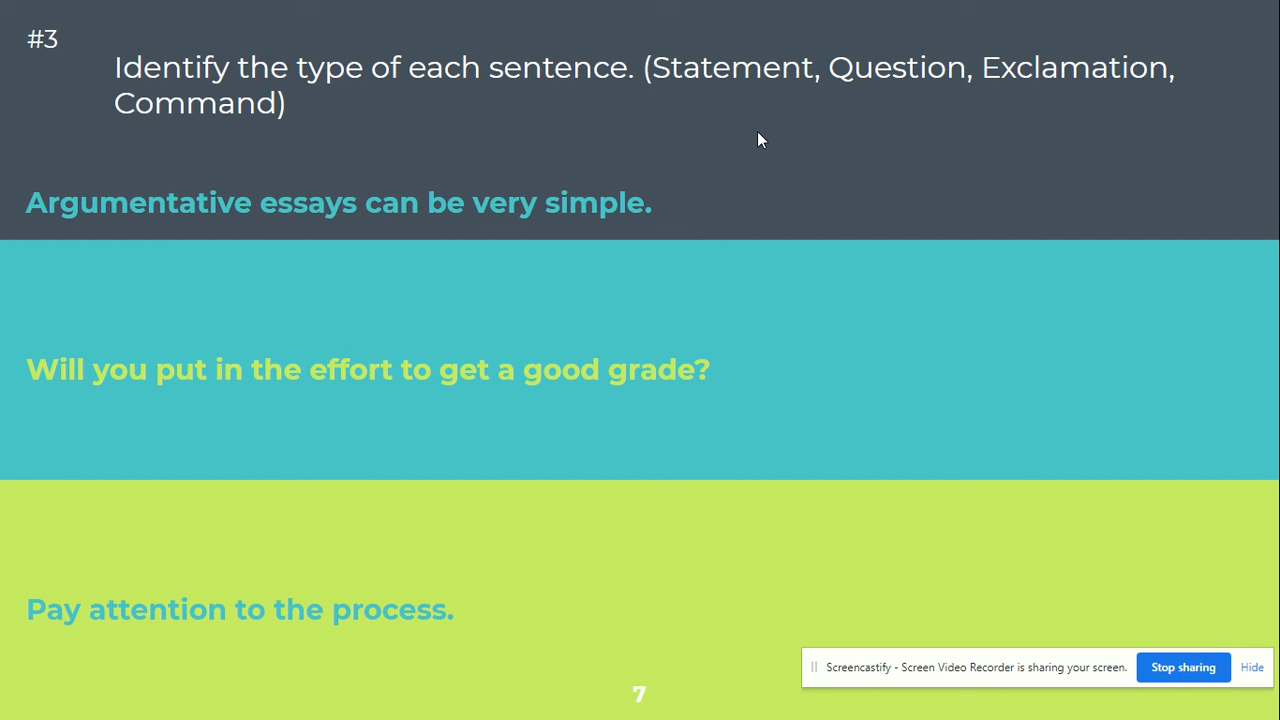 #3
Identify the type of each sentence. (Statement, Question, Exclamation,
Command)
Argumentative essays can be very simple.
Will you put in the effort to get a good grade?
Pay attention to the process.
Screencastify - Screen Video Recorder is sharing your screen. Stop sharing Hide
7